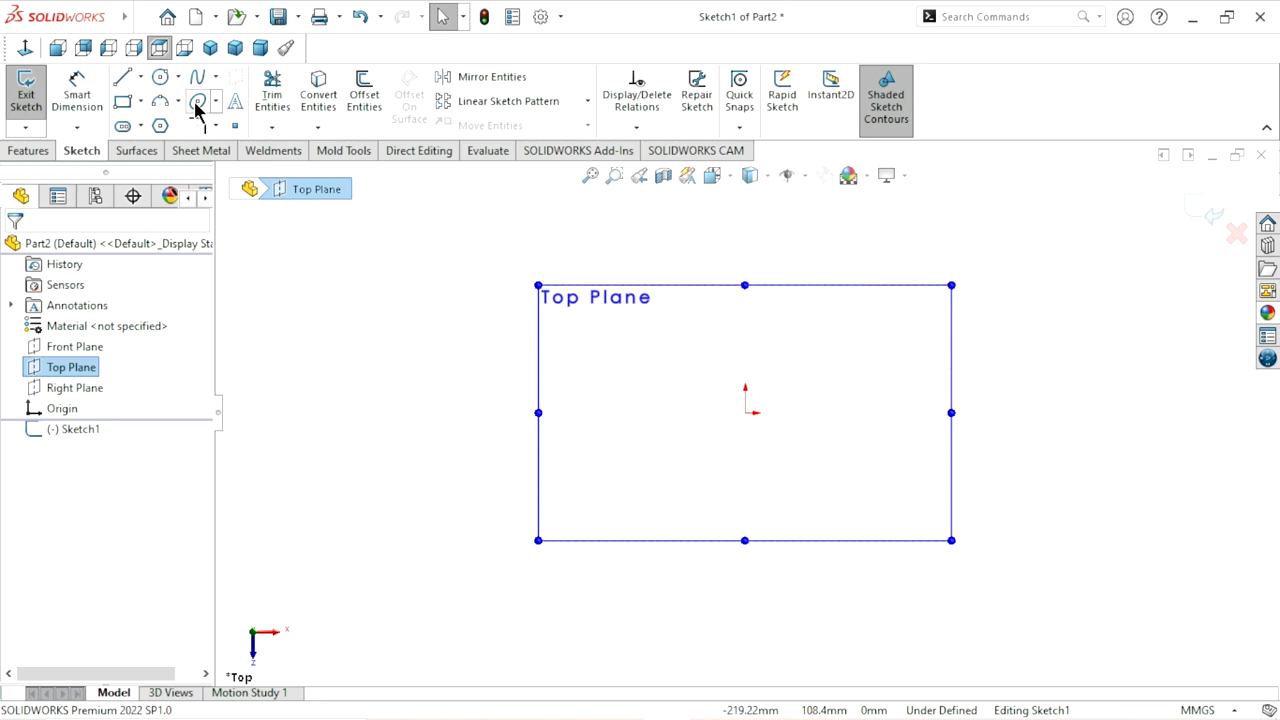 SOLIDWORKS
Sketch1 of Part2 *
Search Commands
Exit Sketch
Smart Dimension
Trim Entities
Convert Entities
Offset Entities
Offset On Surface
Mirror Entities
Linear Sketch Pattern
Move Entities
Display/Delete Relations
Repair Sketch
Quick Snaps
Rapid Sketch
Instant2D
Shaded Sketch Contours
Features
Sketch
Surfaces
Sheet Metal
Weldments
Mold Tools
Direct Editing
Evaluate
SOLIDWORKS Add-Ins
SOLIDWORKS CAM
Top Plane
Part2 (Default) <<Default>_Display Sta
History
Sensors
Annotations
Material <not specified>
Front Plane
Top Plane
Right Plane
Origin
(-) Sketch1
Top Plane
x
z
*Top
Model
3D Views
Motion Study 1
SOLIDWORKS Premium 2022 SP1.0
-219.22mm
108.4mm
0mm
Under Defined
Editing Sketch1
MMGS